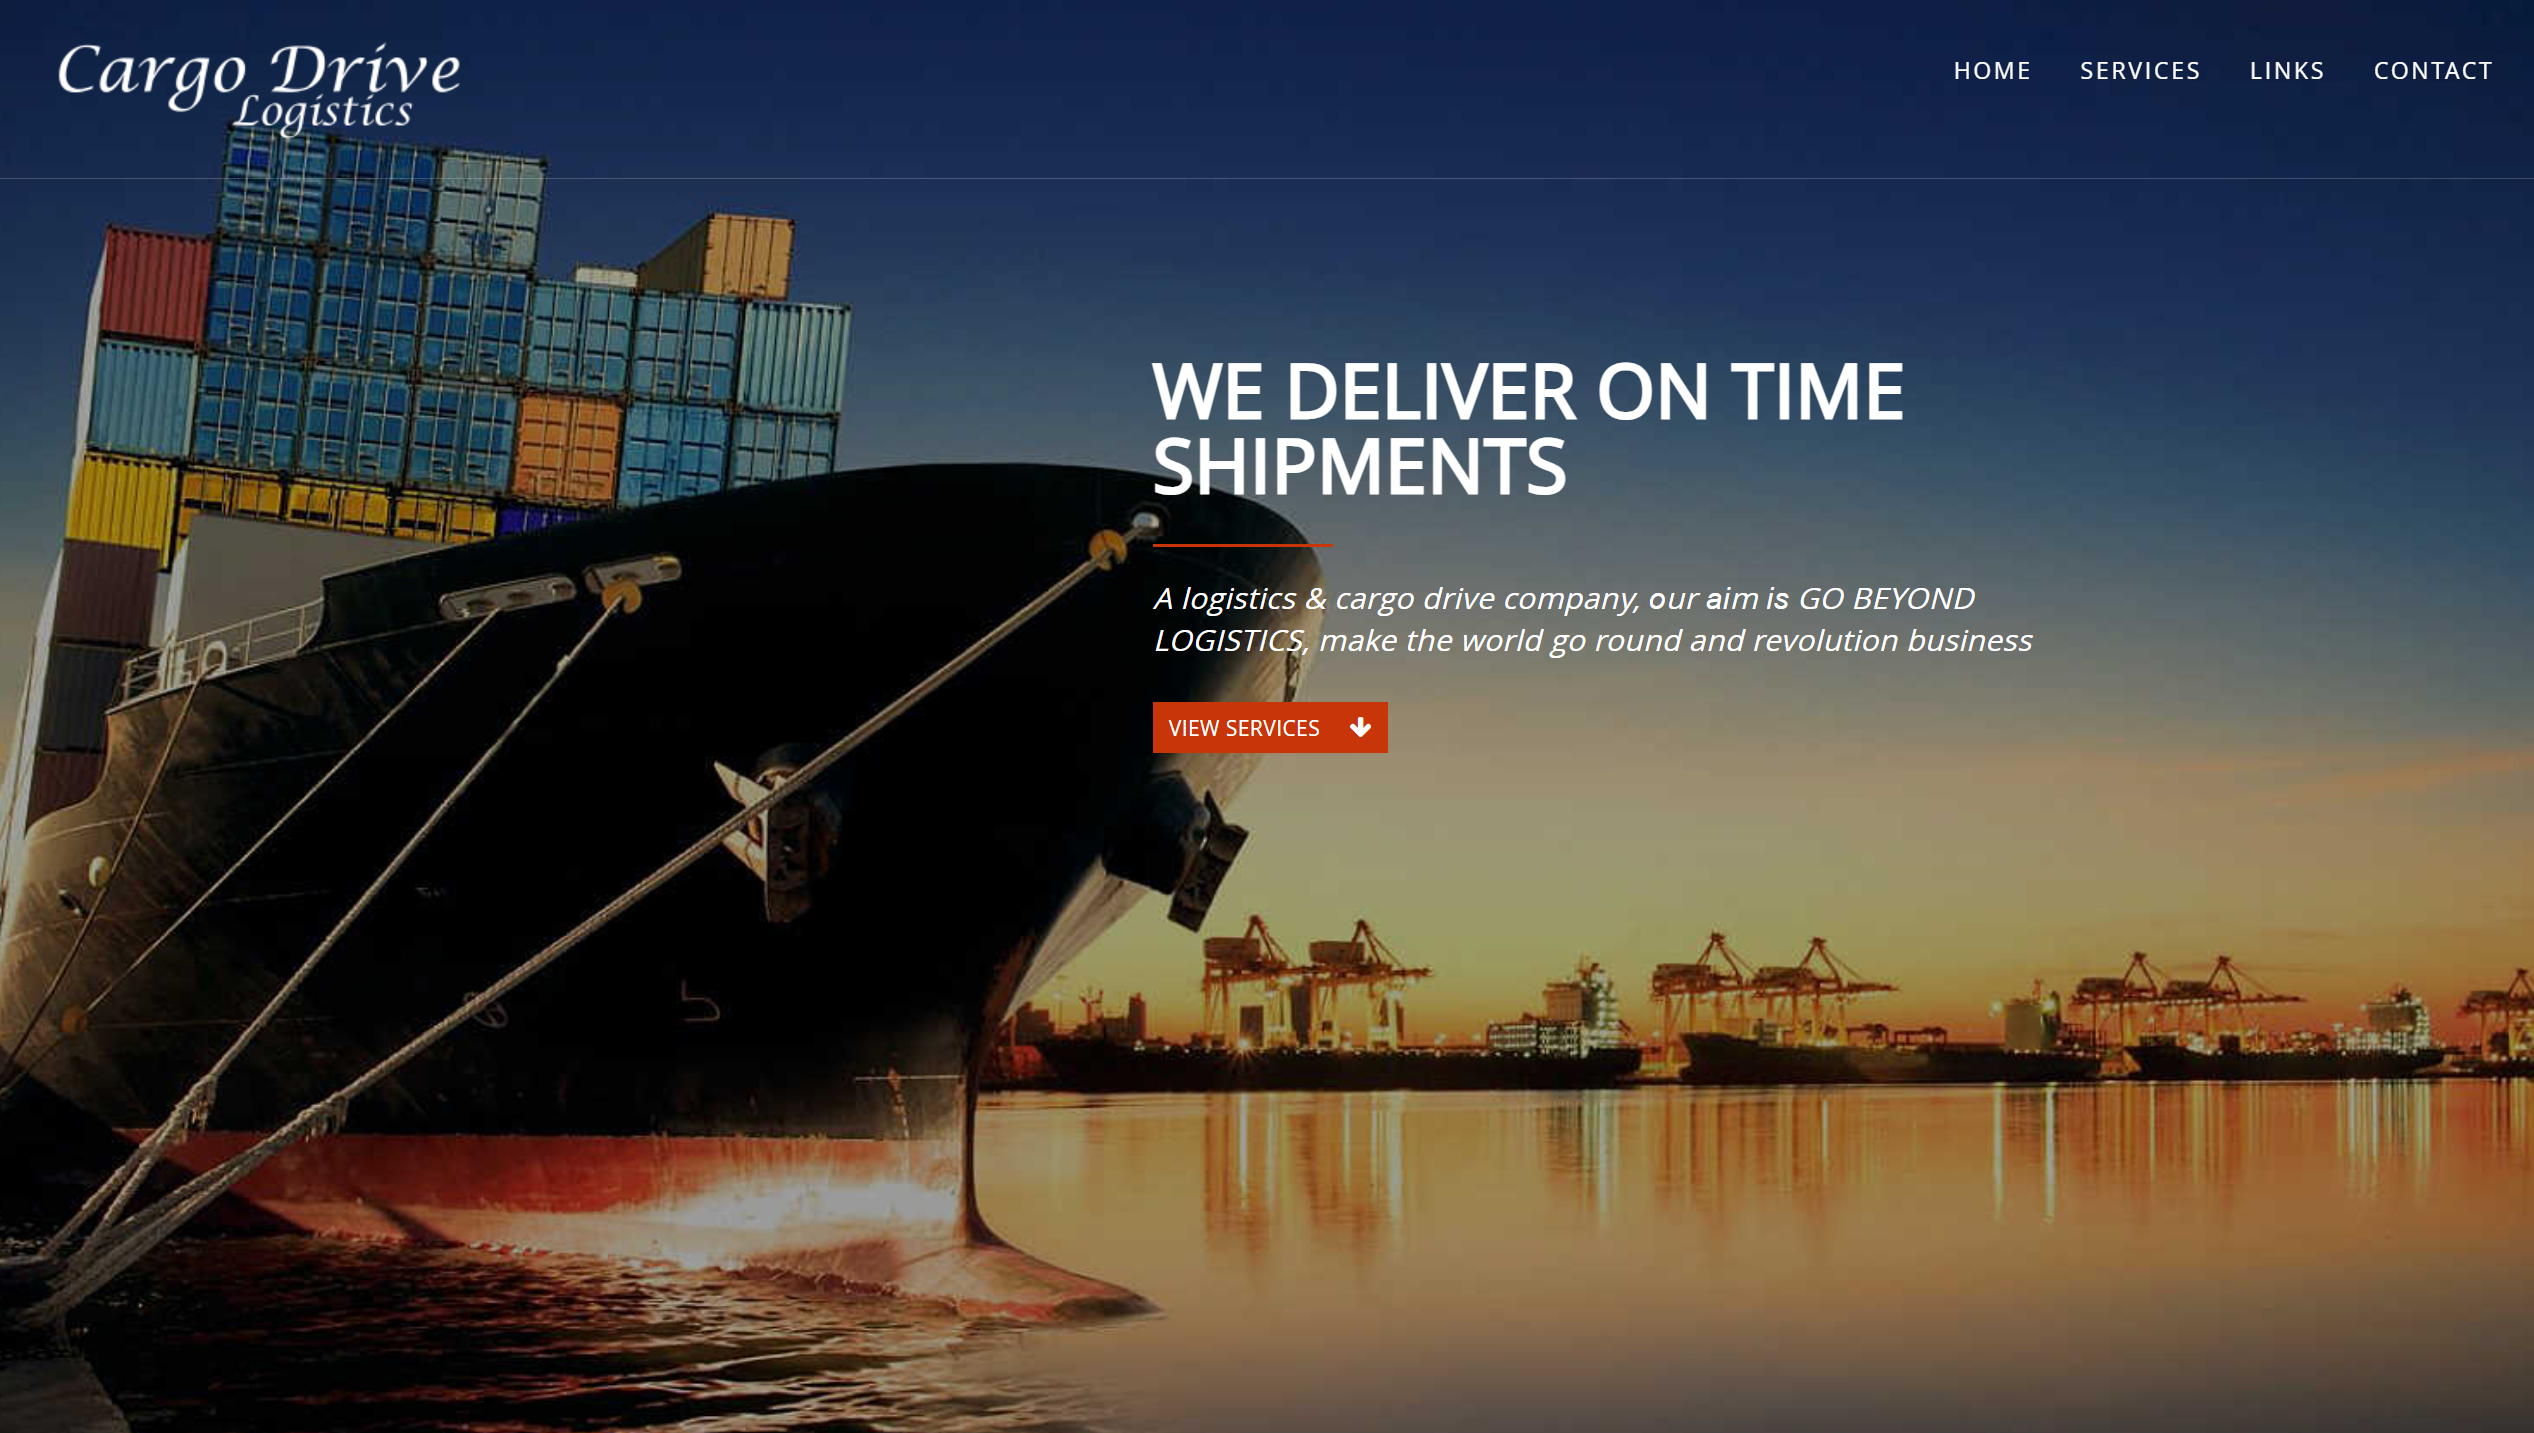 Cargo Drive
Logistics
HOME SERVICES LINKS CONTACT
WE DELIVER ON TIME
SHIPMENTS
A logistics & cargo drive company, our aim is GO BEYOND
LOGISTICS, make the world go round and revolution business
VIEW SERVICES